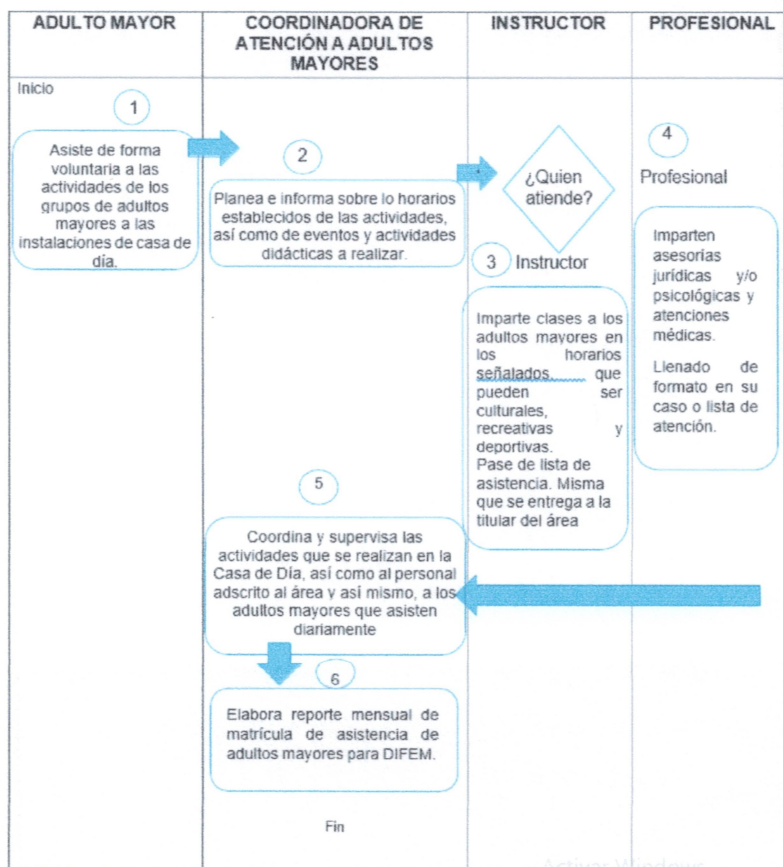 ADULTO MAYOR
COORDINADORA DE
ATENCIÓN A ADULTOS
MAYORES
INSTRUCTOR
PROFESIONAL
Inicio
1
Asiste de forma
voluntaria a las
actividades de los
grupos de adultos
mayores a las
instalaciones de casa de
día.
2
Planea e informa sobre lo horarios
establecidos de las actividades,
así como de eventos y actividades
didácticas a realizar.
¿Quien
atiende?
3 Instructor
Imparte clases a los
adultos mayores en
los horarios
señalados, que
pueden ser
culturales,
recreativas y
deportivas.
Pase de lista de
asistencia. Misma
que se entrega a la
titular del área
4
Profesional
Imparten
asesorías
jurídicas y/o
psicológicas y
atenciones
médicas.
Llenado de
formato en su
caso o lista de
atención.
5
Coordina y supervisa las
actividades que se realizan en la
Casa de Día, así como al personal
adscrito al área y así mismo, a los
adultos mayores que asisten
diariamente
6
Elabora reporte mensual de
matrícula de asistencia de
adultos mayores para DIFEM.
Fin
Activar Windows